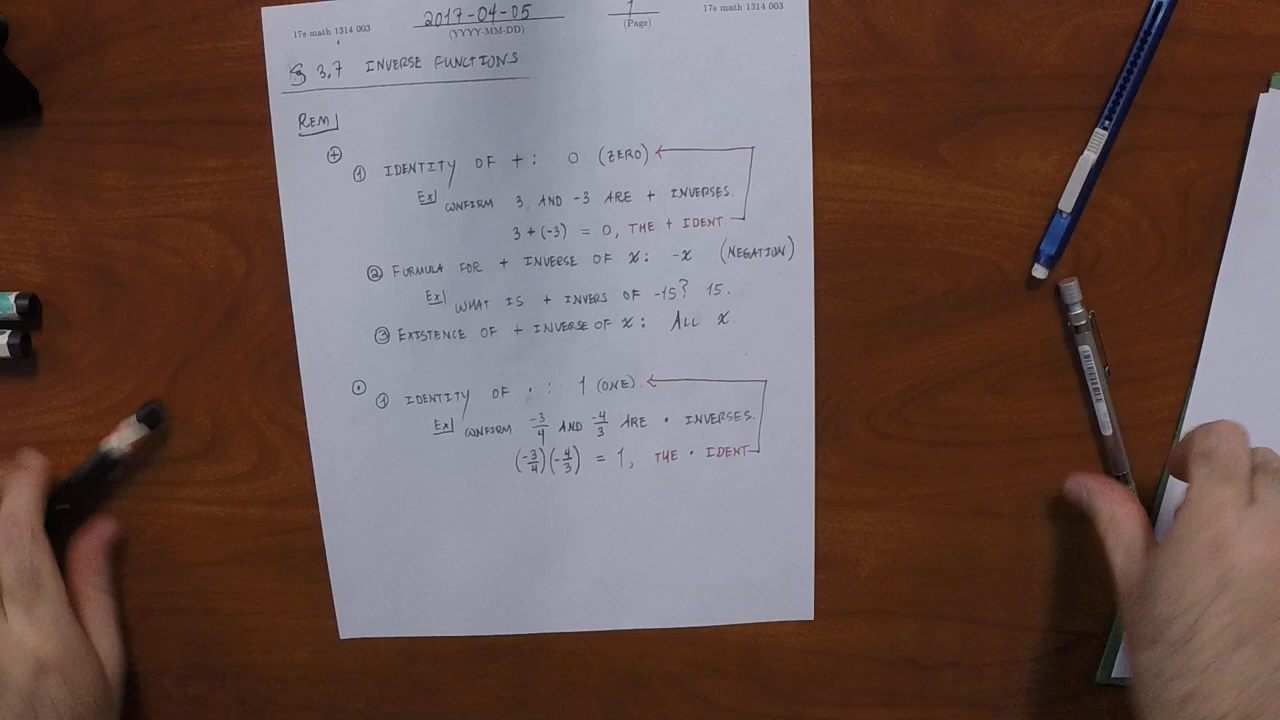 17s math 1314 003 2017-04-05 1 17s math 1314 003
(YYYY-MM-DD) (Page)
§ 3.7 INVERSE FUNCTIONS
REM
+
① IDENTITY OF + : 0 (ZERO)
Ex CONFIRM 3 AND -3 ARE + INVERSES.
3 + (-3) = 0, THE + IDENT
② FORMULA FOR + INVERSE OF x: -x (NEGATION)
Ex WHAT IS + INVERS OF -15? 15.
③ EXISTENCE OF + INVERSE OF x: ALL x.
·
① IDENTITY OF · : 1 (ONE).
Ex CONFIRM -3/4 AND -4/3 ARE · INVERSES.
(-3/4)(-4/3) = 1, THE · IDENT